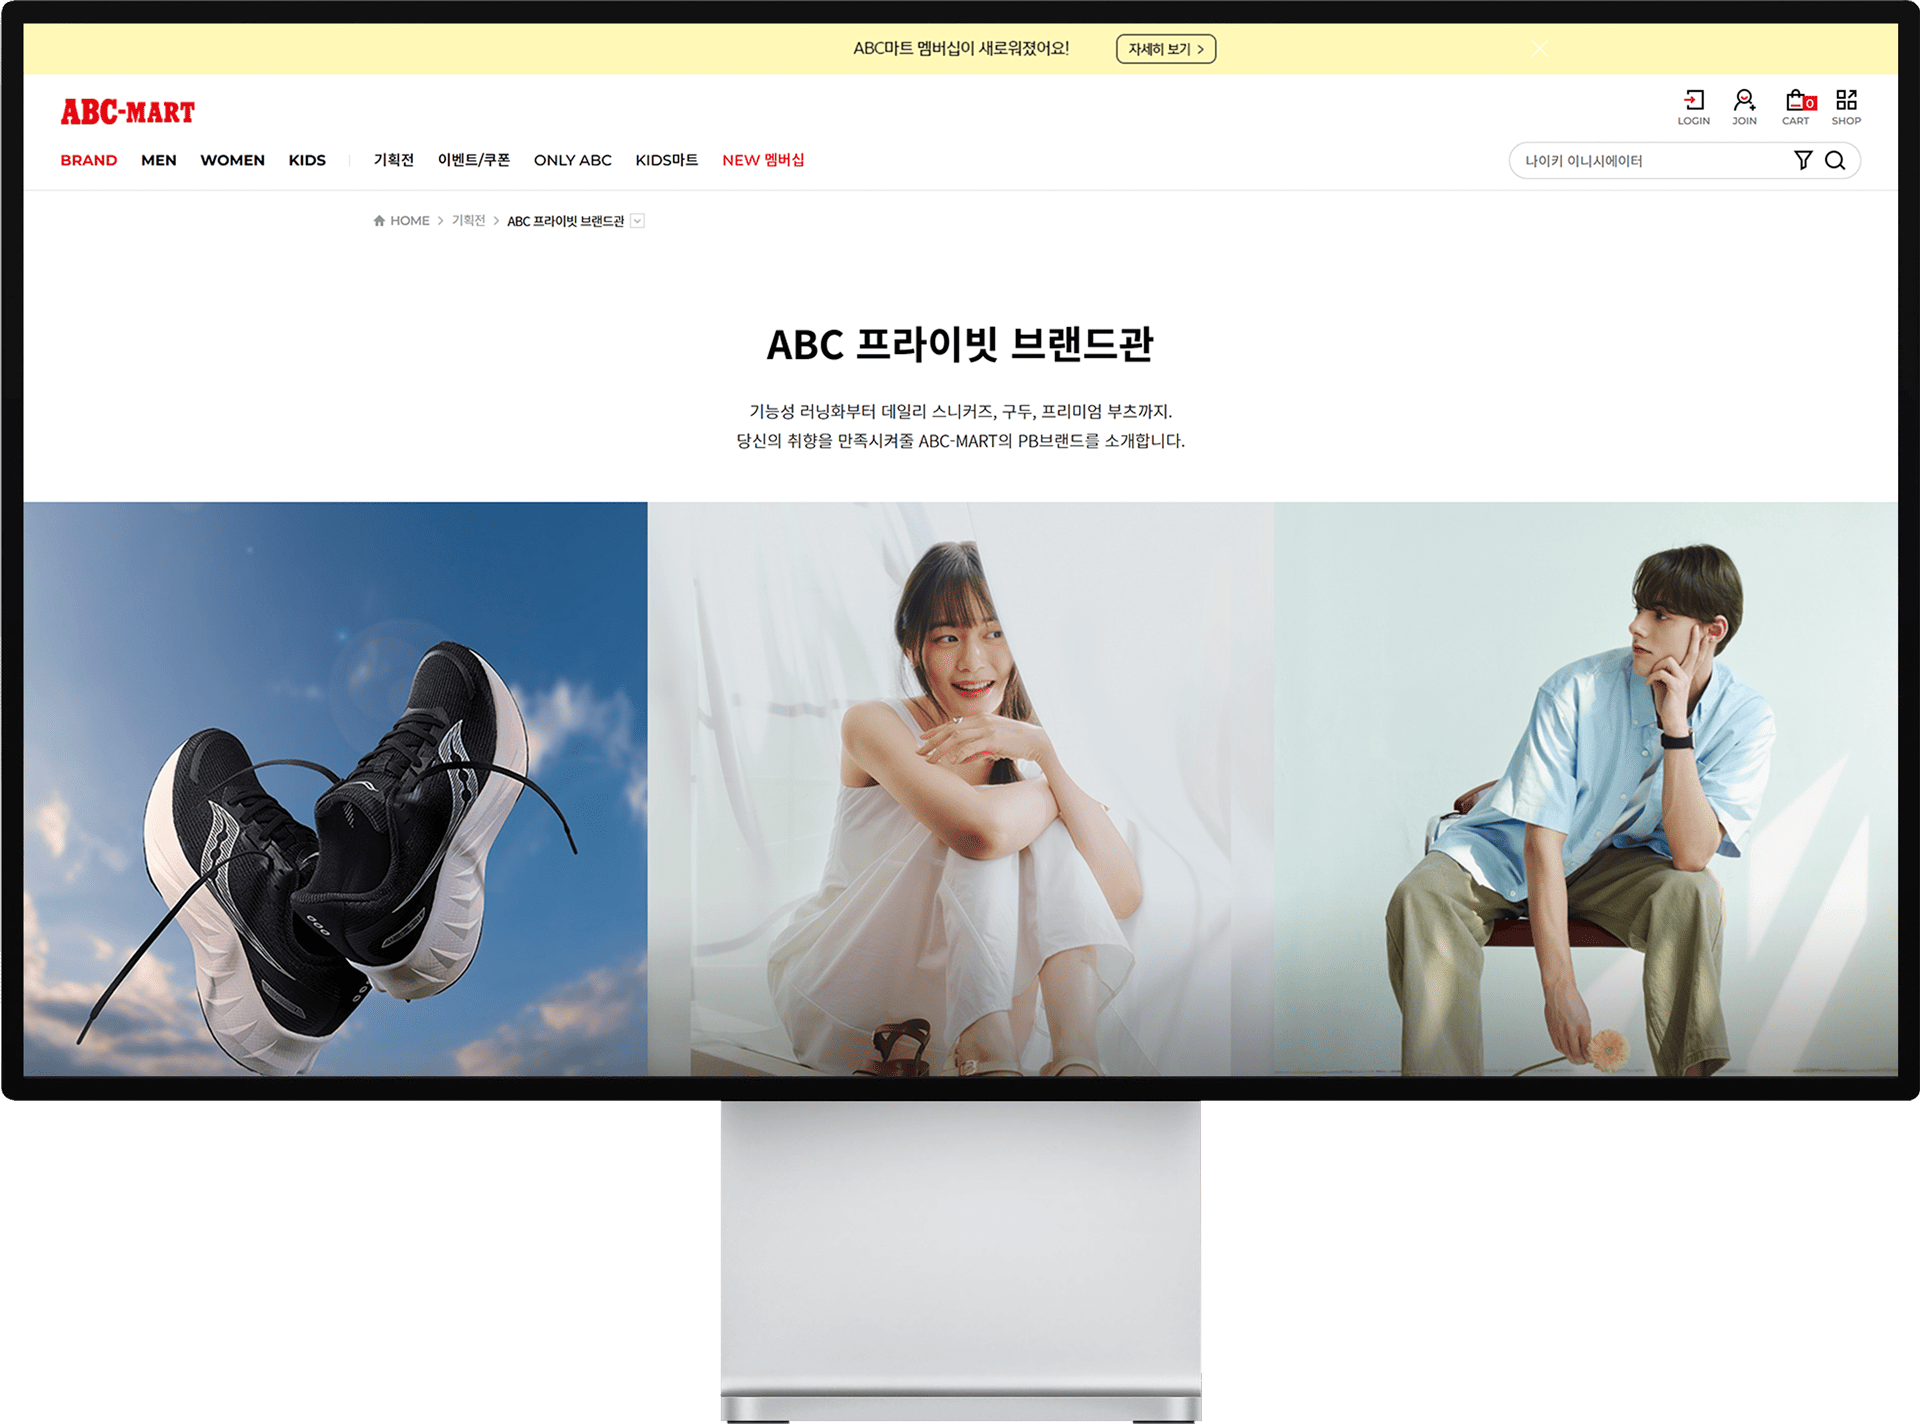 ABC마트 멤버십이 새로워졌어요! 자세히 보기 >
ABC-MART
LOGIN JOIN CART 0 SHOP
BRAND MEN WOMEN KIDS 기획전 이벤트/쿠폰 ONLY ABC KIDS마트 NEW 멤버십
나이키 이니시에이터
HOME > 기획전 > ABC 프라이빗 브랜드관
ABC 프라이빗 브랜드관
기능성 러닝화부터 데일리 스니커즈, 구두, 프리미엄 부츠까지.
당신의 취향을 만족시켜줄 ABC-MART의 PB브랜드를 소개합니다.